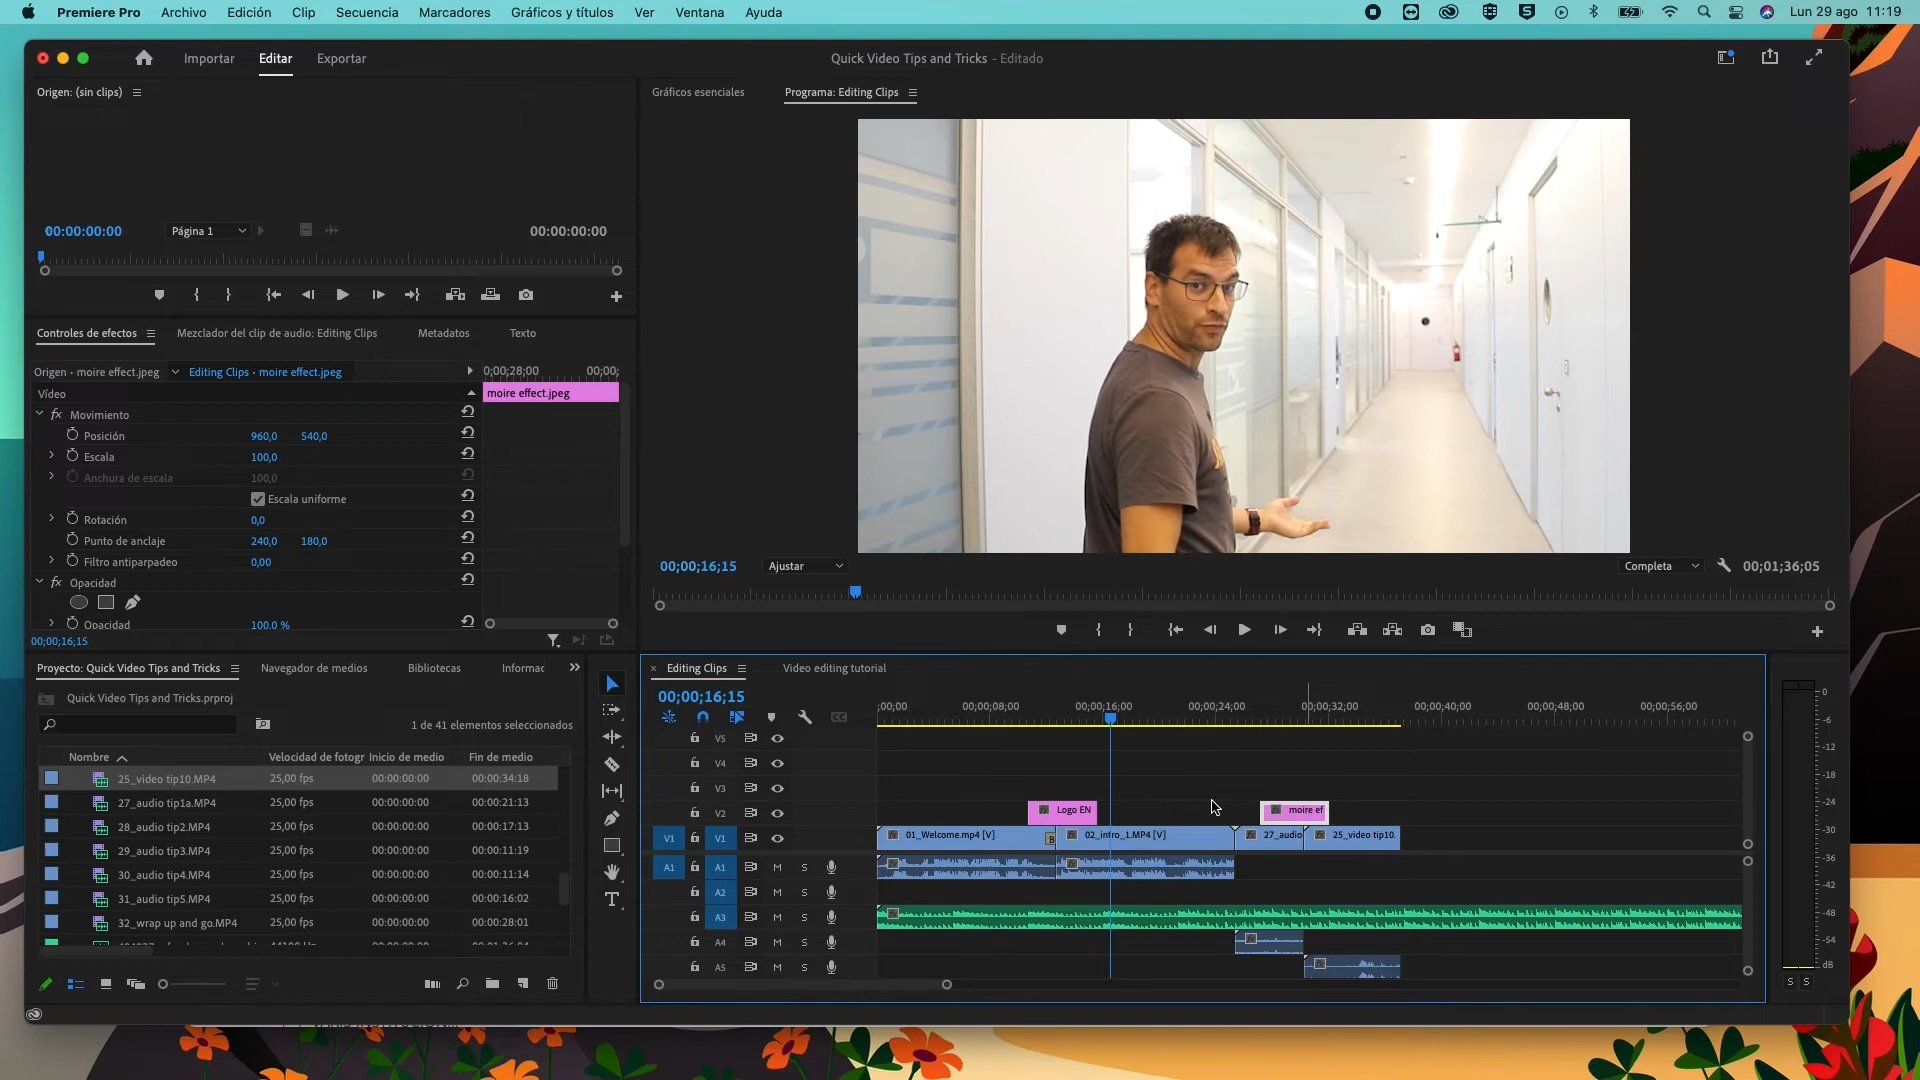 Premiere Pro Archivo Edición Clip Secuencia Marcadores Gráficos y títulos Ver Ventana Ayuda Lun 29 ago 11:19
Importar Editar Exportar Quick Video Tips and Tricks - Editado
Origen: (sin clips)
Gráficos esenciales Programa: Editing Clips
00:00:00:00 Página 1 00:00:00:00
Controles de efectos Mezclador del clip de audio: Editing Clips Metadatos Texto
Origen · moire effect.jpeg Editing Clips · moire effect.jpeg 0;00;28;00 00;00;
Vídeo moire effect.jpeg
fx Movimiento
Posición 960,0 540,0
Escala 100,0
Anchura de escala 100,0
Escala uniforme
Rotación 0,0
Punto de anclaje 240,0 180,0
Filtro antiparpadeo 0,00
fx Opacidad
Opacidad 100.0 %
00;00;16;15
00;00;16;15 Ajustar Completa 00;01;36;05
Proyecto: Quick Video Tips and Tricks Navegador de medios Bibliotecas Informac
Quick Video Tips and Tricks.prproj
1 de 41 elementos seleccionados
Nombre Velocidad de fotogr Inicio de medio Fin de medio
25_video tip10.MP4 25,00 fps 00:00:00:00 00:00:34:18
27_audio tip1a.MP4 25,00 fps 00:00:00:00 00:00:21:13
28_audio tip2.MP4 25,00 fps 00:00:00:00 00:00:17:13
29_audio tip3.MP4 25,00 fps 00:00:00:00 00:00:11:19
30_audio tip4.MP4 25,00 fps 00:00:00:00 00:00:11:14
31_audio tip5.MP4 25,00 fps 00:00:00:00 00:00:16:02
32_wrap up and go.MP4 25,00 fps 00:00:00:00 00:00:28:01
Editing Clips Video editing tutorial
00;00;16;15
;00;00 00;00;08;00 00;00;16;00 00;00;24;00 00;00;32;00 00;00;40;00 00;00;48;00 00;00;56;00
V5
V4
V3
V2 Logo EN moire ef
V1 V1 01_Welcome.mp4 [V] 02_intro_1.MP4 [V] 27_audio 25_video tip10.
A1 A1 M S
A2 M S
A3 M S
A4 M S
A5 M S
0
-6
-12
-18
-24
-30
-36
-42
-48
-54
dB
S S